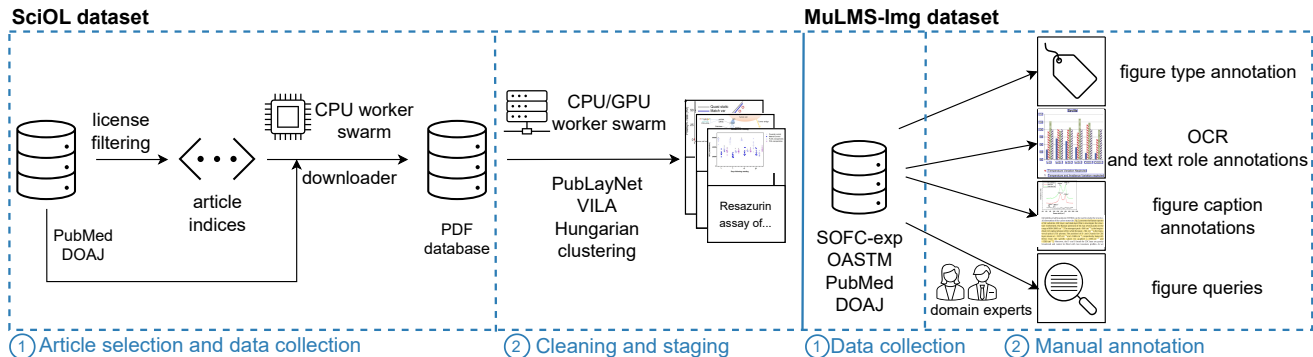 SciOL dataset
MuLMS-Img dataset
license
filtering
article
indices
CPU worker
swarm
downloader
PubMed
DOAJ
PDF
database
CPU/GPU
worker swarm
PubLayNet
VILA
Hungarian
clustering
Resazurin
assay of...
SOFC-exp
OASTM
PubMed
DOAJ
domain experts
figure type annotation
OCR
and text role annotations
figure caption
annotations
figure queries
1 Article selection and data collection
2 Cleaning and staging
1 Data collection
2 Manual annotation